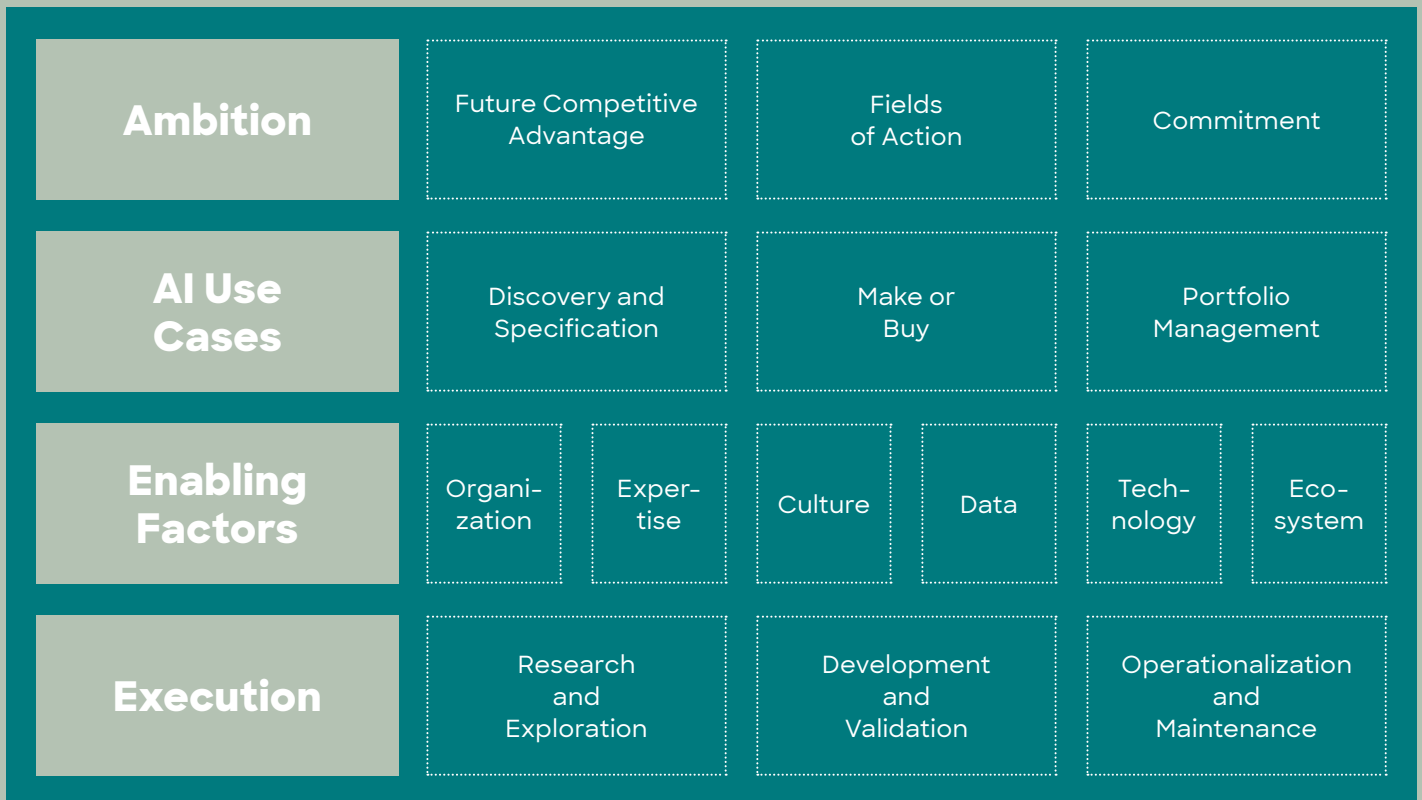 Ambition
Future Competitive
Advantage
Fields
of Action
Commitment
AI Use
Cases
Discovery and
Specification
Make or
Buy
Portfolio
Management
Enabling
Factors
Organi-
zation
Exper-
tise
Culture
Data
Tech-
nology
Eco-
system
Execution
Research
and
Exploration
Development
and
Validation
Operationalization
and
Maintenance